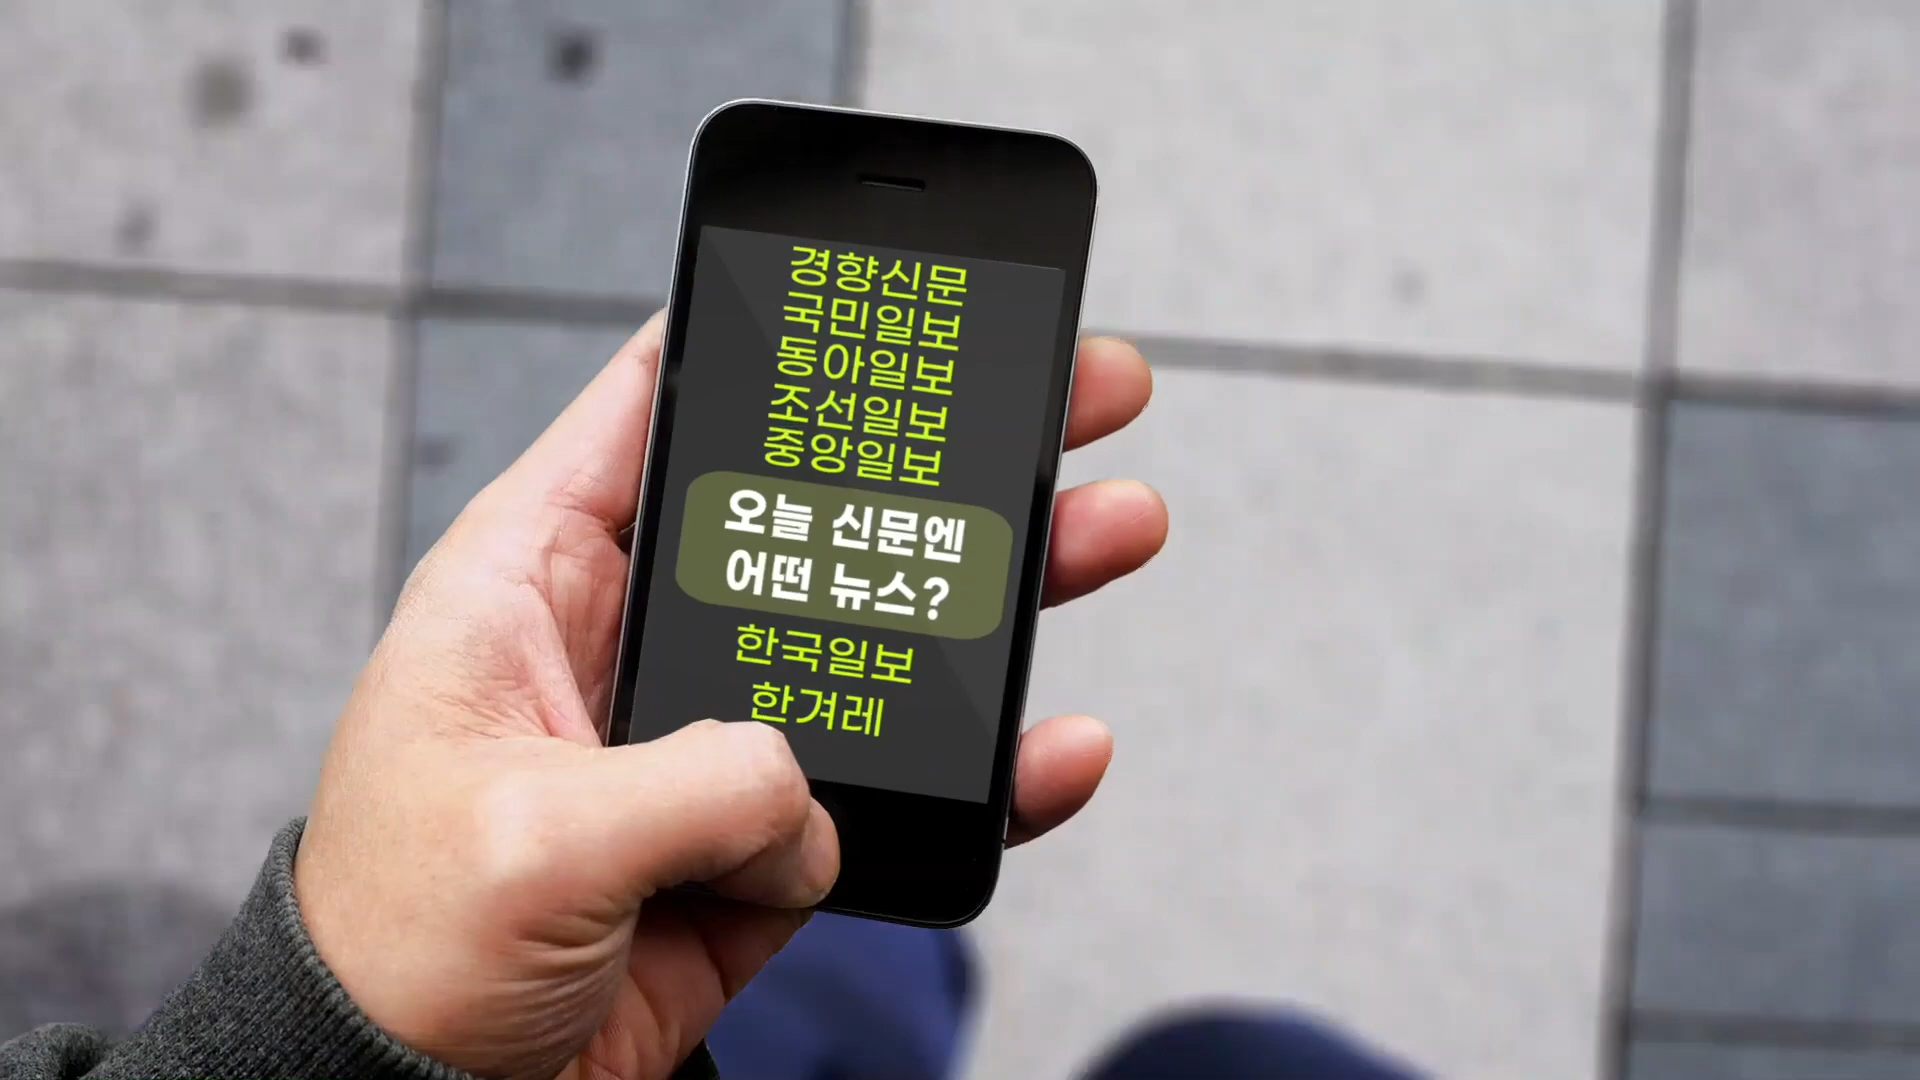 경향신문
국민일보
동아일보
조선일보
중앙일보
오늘 신문엔
어떤 뉴스?
한국일보
한겨레